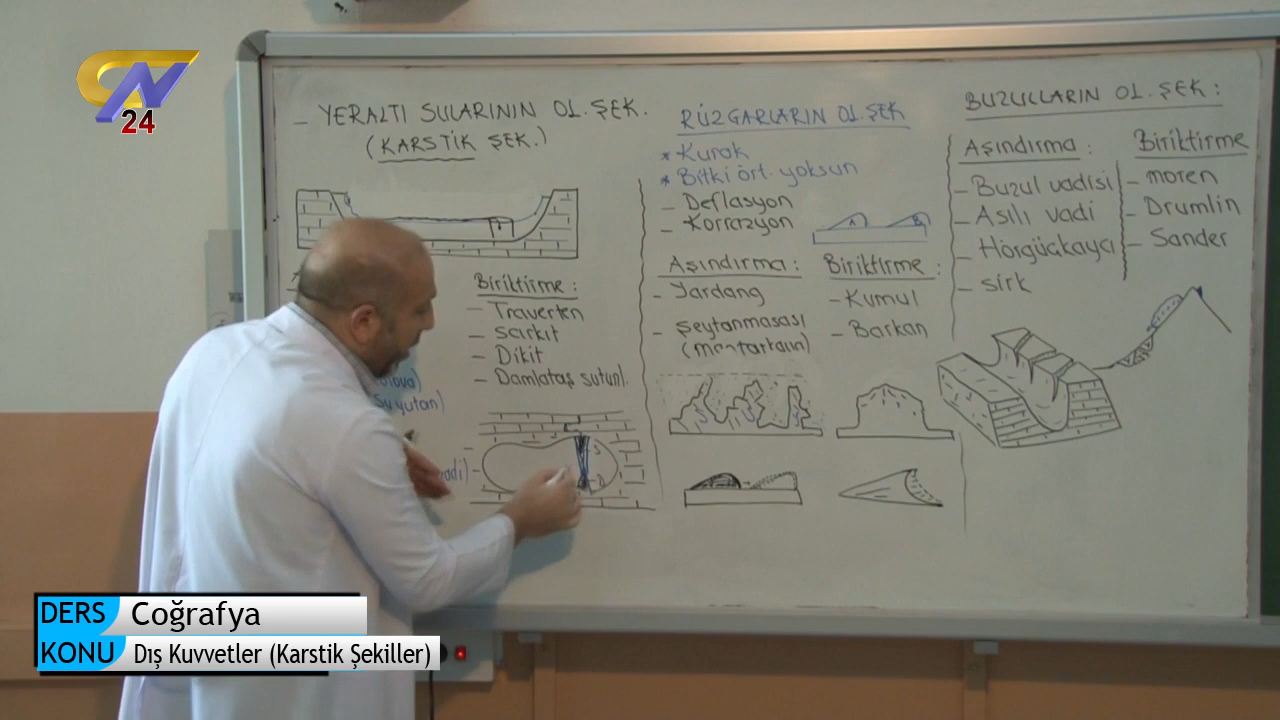 CN
24
_ YERALTI SULARININ OL. ŞEK.
(KARSTİK ŞEK.)
Biriktirme :
- Traverten
- Sarkıt
- Dikit
- Damlataş sütunl.
S
D
RÜZGARLARIN OL. ŞEK
* Kurak
* Bitki ört. yoksun
- Deflasyon
- Korrazyon
A
B
Aşındırma :
- Yardang
- Şeytanmasası
(mantarkaya)
Biriktirme :
- Kumul
- Barkan
BUZULLARIN OL. ŞEK :
Aşındırma :
- Buzul vadisi
- Asılı vadi
- Hörgüçkaya
- sirk
Biriktirme
- moren
- Drumlin
- Sander
DERS Coğrafya
KONU Dış Kuvvetler (Karstik Şekiller)